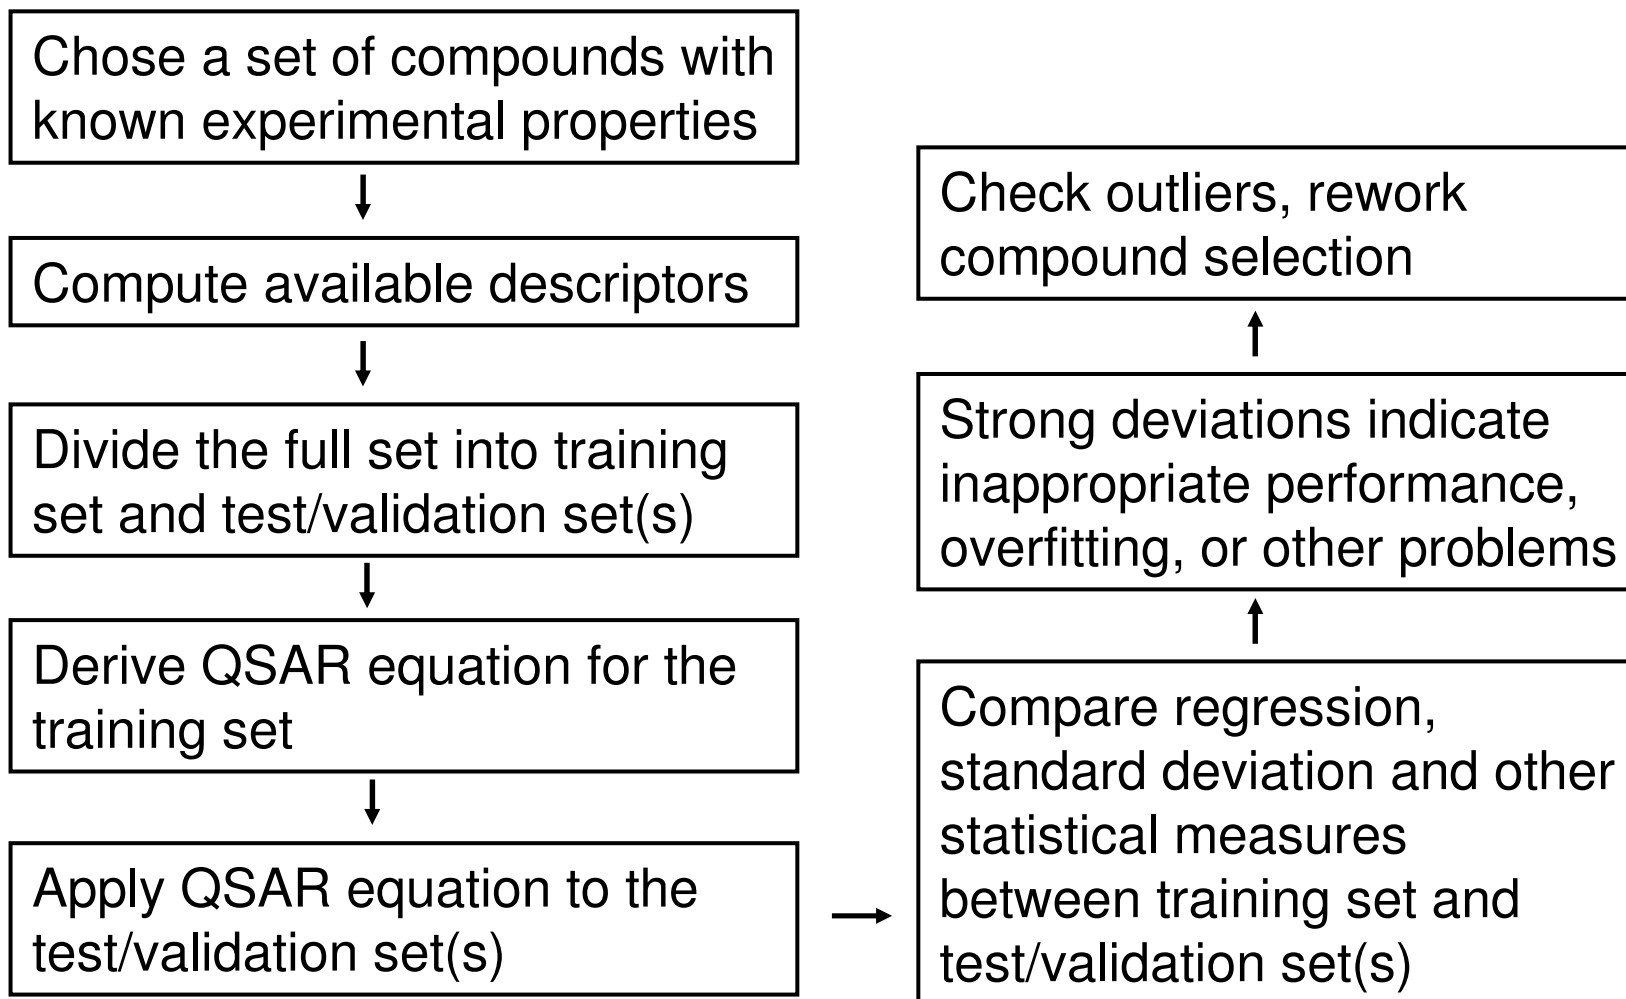 Chose a set of compounds with
known experimental properties
Compute available descriptors
Divide the full set into training
set and test/validation set(s)
Derive QSAR equation for the
training set
Apply QSAR equation to the
test/validation set(s)
Compare regression,
standard deviation and other
statistical measures
between training set and
test/validation set(s)
Strong deviations indicate
inappropriate performance,
overfitting, or other problems
Check outliers, rework
compound selection